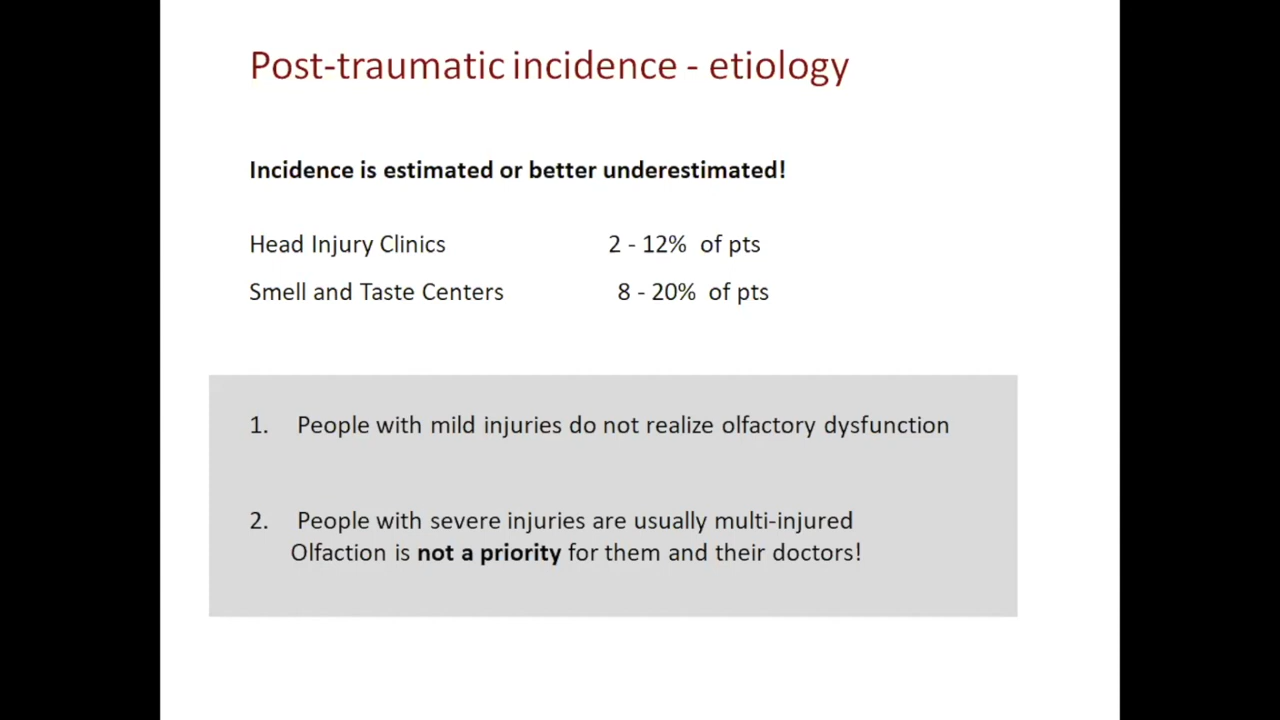 Post-traumatic incidence - etiology
Incidence is estimated or better underestimated!
Head Injury Clinics 2 - 12% of pts
Smell and Taste Centers 8 - 20% of pts
1. People with mild injuries do not realize olfactory dysfunction
2. People with severe injuries are usually multi-injured
Olfaction is not a priority for them and their doctors!